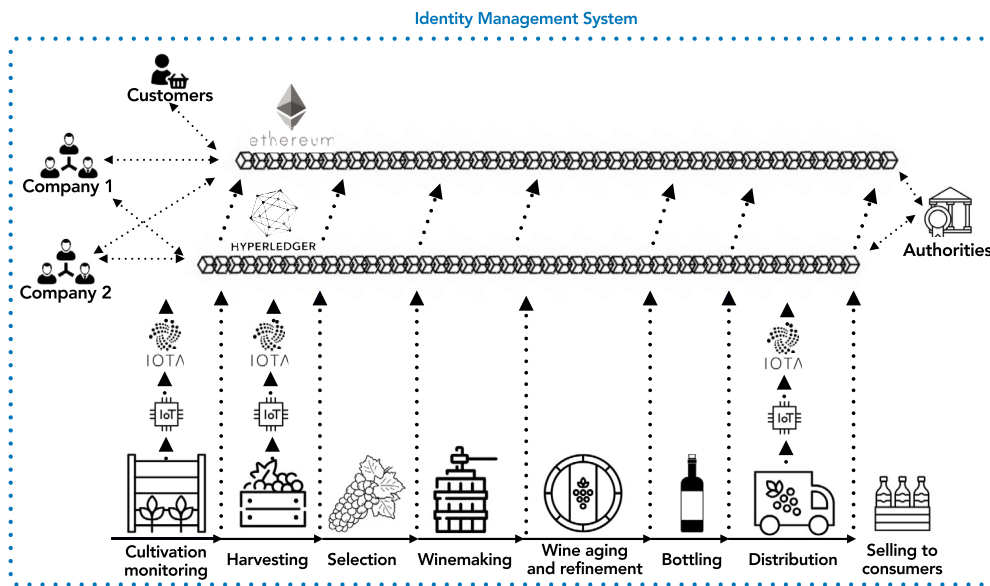 Identity Management System
Customers
ethereum
Company 1
HYPERLEDGER
Authorities
Company 2
IOTA
IOTA
IOTA
IoT
IoT
IoT
Cultivation
monitoring
Harvesting
Selection
Winemaking
Wine aging
and refinement
Bottling
Distribution
Selling to
consumers